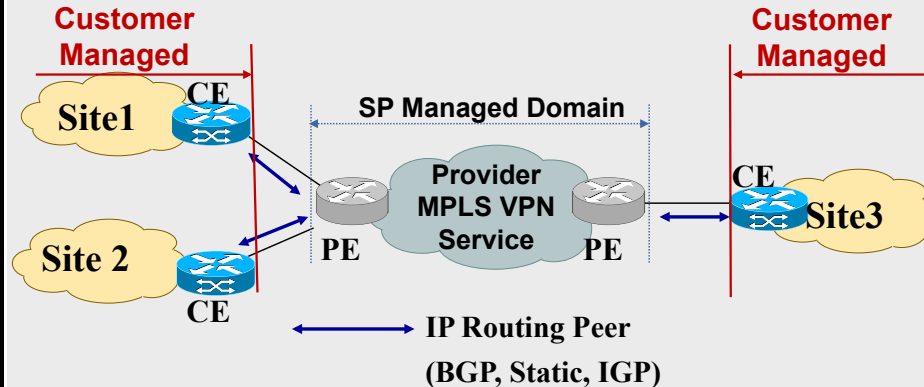 Customer
Managed
Customer
Managed
CE
Site1
SP Managed Domain
Provider
MPLS VPN
Service
PE
PE
CE
Site3
Site 2
CE
IP Routing Peer
(BGP, Static, IGP)